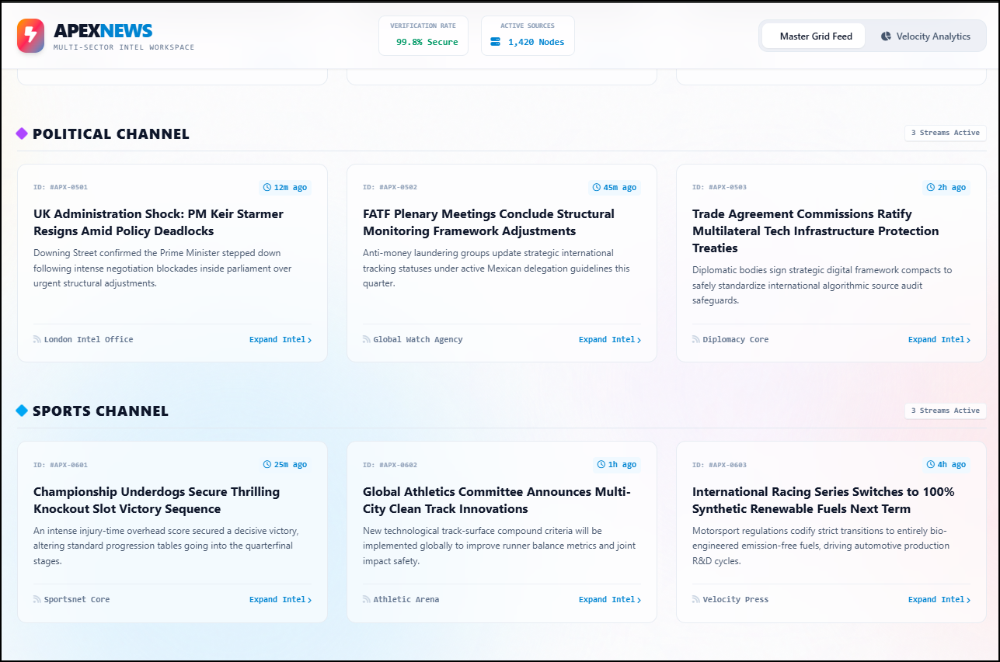 APEXNEWS
MULTI-SECTOR INTEL WORKSPACE
VERIFICATION RATE
99.8% Secure
ACTIVE SOURCES
1,420 Nodes
Master Grid Feed
Velocity Analytics
POLITICAL CHANNEL
3 Streams Active
ID: #APX-0501
12m ago
UK Administration Shock: PM Keir Starmer
Resigns Amid Policy Deadlocks
Downing Street confirmed the Prime Minister stepped down
following intense negotiation blockades inside parliament over
urgent structural adjustments.
London Intel Office
Expand Intel
ID: #APX-0502
45m ago
FATF Plenary Meetings Conclude Structural
Monitoring Framework Adjustments
Anti-money laundering groups update strategic international
tracking statuses under active Mexican delegation guidelines this
quarter.
Global Watch Agency
Expand Intel
ID: #APX-0503
2h ago
Trade Agreement Commissions Ratify
Multilateral Tech Infrastructure Protection
Treaties
Diplomatic bodies sign strategic digital framework compacts to
safely standardize international algorithmic source audit
safeguards.
Diplomacy Core
Expand Intel
SPORTS CHANNEL
3 Streams Active
ID: #APX-0601
25m ago
Championship Underdogs Secure Thrilling
Knockout Slot Victory Sequence
An intense injury-time overhead score secured a decisive victory,
altering standard progression tables going into the quarterfinal
stages.
Sportsnet Core
Expand Intel
ID: #APX-0602
1h ago
Global Athletics Committee Announces Multi-
City Clean Track Innovations
New technological track-surface compound criteria will be
implemented globally to improve runner balance metrics and joint
impact safety.
Athletic Arena
Expand Intel
ID: #APX-0603
4h ago
International Racing Series Switches to 100%
Synthetic Renewable Fuels Next Term
Motorsport regulations codify strict transitions to entirely bio-
engineered emission-free fuels, driving automotive production
R&D cycles.
Velocity Press
Expand Intel